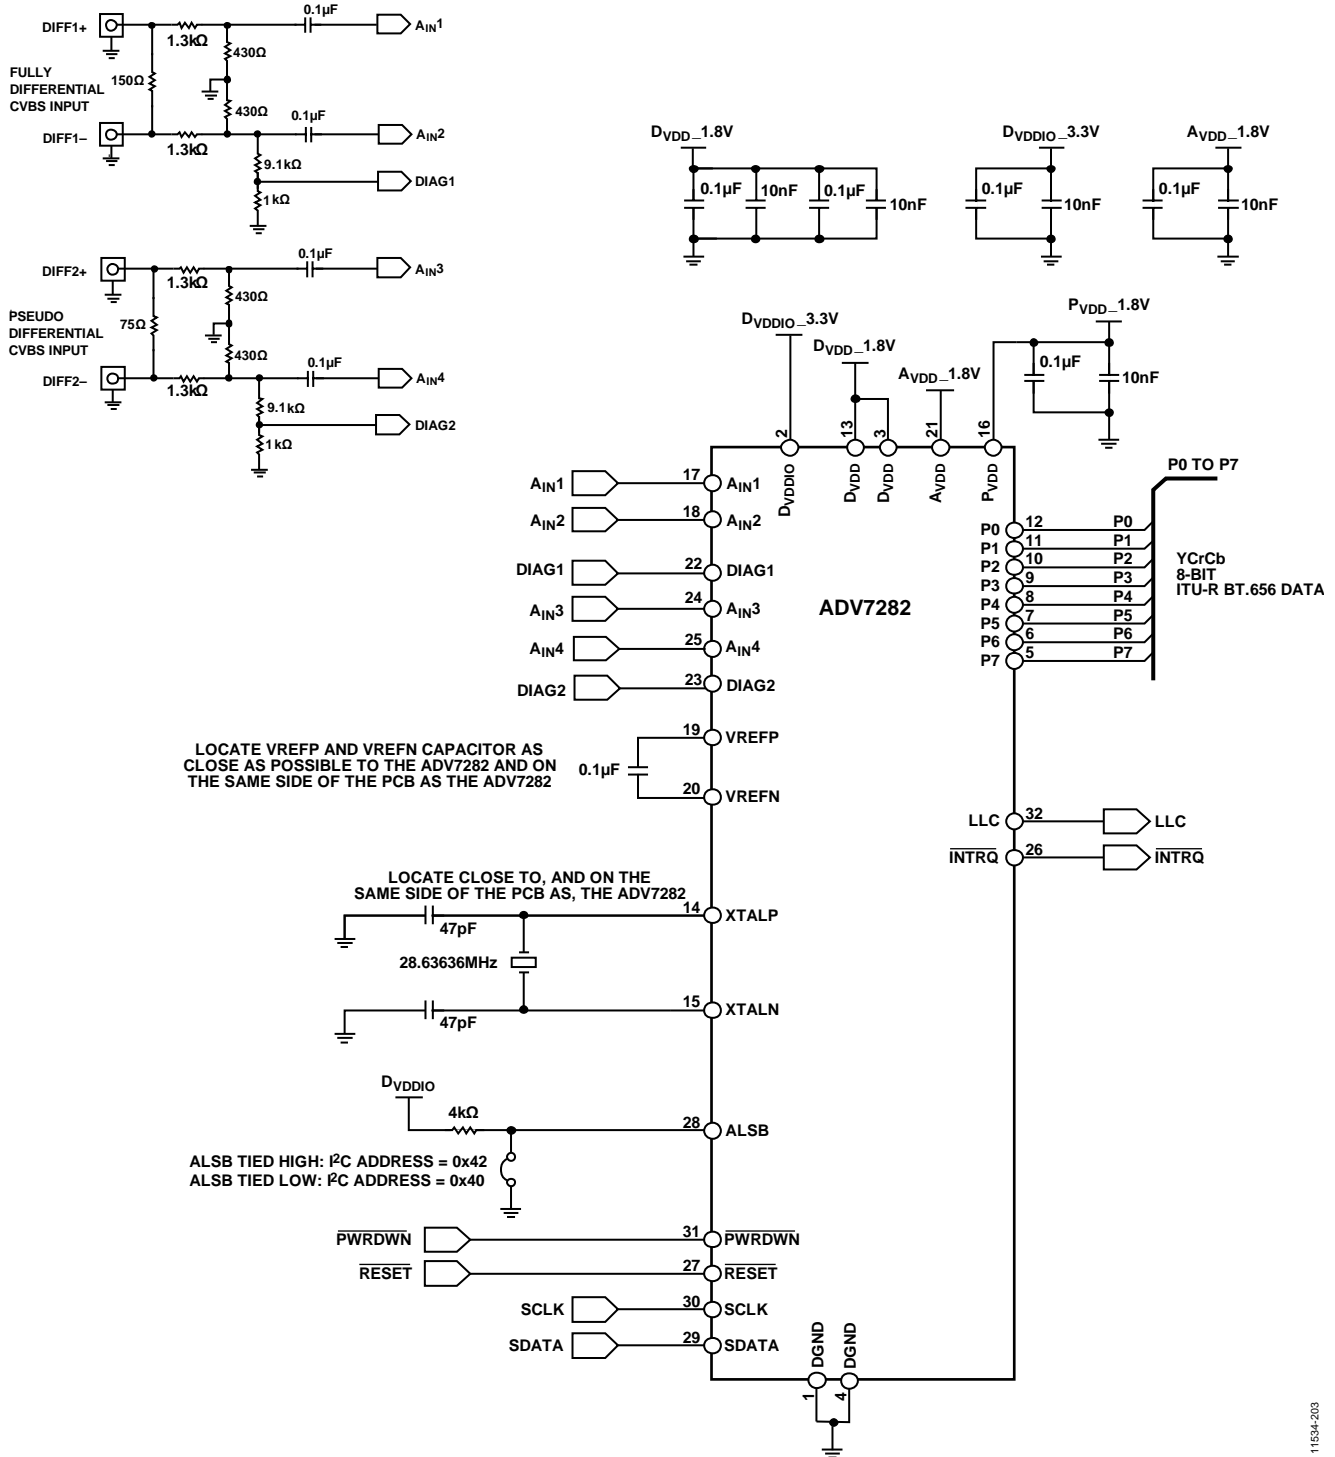 DIFF1+
0.1µF
AIN1
1.3kΩ
430Ω
FULLY
DIFFERENTIAL
CVBS INPUT
150Ω
430Ω
0.1µF
DIFF1–
AIN2
1.3kΩ
9.1kΩ
DIAG1
1kΩ
DIFF2+
0.1µF
AIN3
1.3kΩ
430Ω
PSEUDO
DIFFERENTIAL
CVBS INPUT
75Ω
430Ω
0.1µF
DIFF2–
AIN4
1.3kΩ
9.1kΩ
DIAG2
1kΩ
DVDD_1.8V
0.1µF
10nF
0.1µF
10nF
DVDDIO_3.3V
0.1µF
10nF
AVDD_1.8V
0.1µF
10nF
DVDDIO_3.3V
DVDD_1.8V
AVDD_1.8V
PVDD_1.8V
0.1µF
10nF
2
13
3
21
16
DVDDIO
DVDD
DVDD
AVDD
PVDD
AIN1
17
AIN1
AIN2
18
AIN2
DIAG1
22
DIAG1
AIN3
24
AIN3
AIN4
25
AIN4
DIAG2
23
DIAG2
ADV7282
P0 TO P7
P0
12
P0
P1
11
P1
P2
10
P2
P3
9
P3
P4
8
P4
P5
7
P5
P6
6
P6
P7
5
P7
YCrCb
8-BIT
ITU-R BT.656 DATA
LOCATE VREFP AND VREFN CAPACITOR AS
CLOSE AS POSSIBLE TO THE ADV7282 AND ON
THE SAME SIDE OF THE PCB AS THE ADV7282
0.1µF
19
VREFP
20
VREFN
LLC
32
LLC
INTRQ
26
INTRQ
LOCATE CLOSE TO, AND ON THE
SAME SIDE OF THE PCB AS, THE ADV7282
14
XTALP
47pF
28.63636MHz
15
XTALN
47pF
DVDDIO
4kΩ
28
ALSB
ALSB TIED HIGH: I2C ADDRESS = 0x42
ALSB TIED LOW: I2C ADDRESS = 0x40
PWRDWN
31
PWRDWN
RESET
27
RESET
SCLK
30
SCLK
SDATA
29
SDATA
DGND
DGND
1
4
11534-203